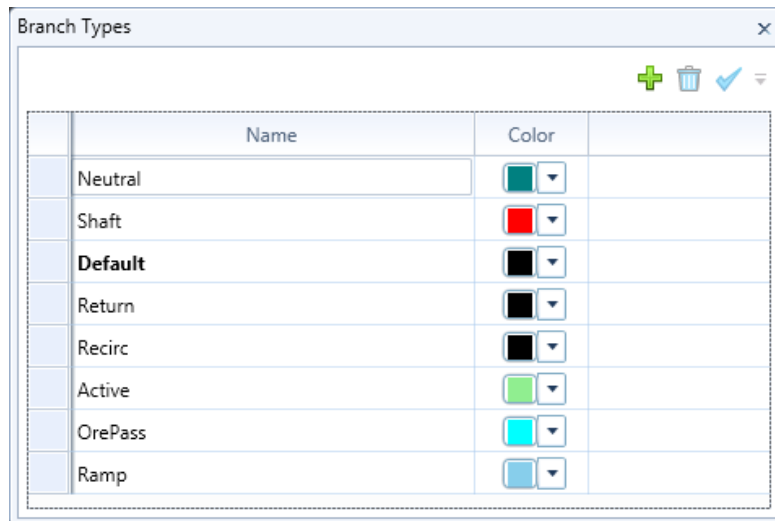 Branch Types
Name Color
Neutral
Shaft
Default
Return
Recirc
Active
OrePass
Ramp